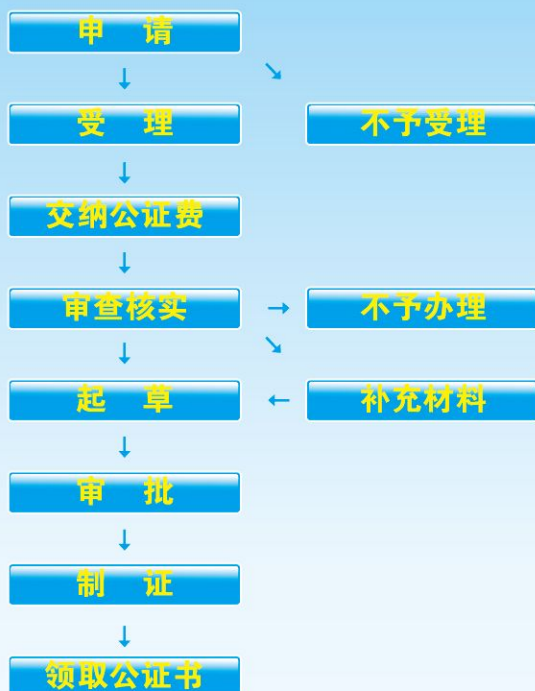 申 请
受 理
不予受理
交纳公证费
审查核实
不予办理
起 草
补充材料
审 批
制 证
领取公证书